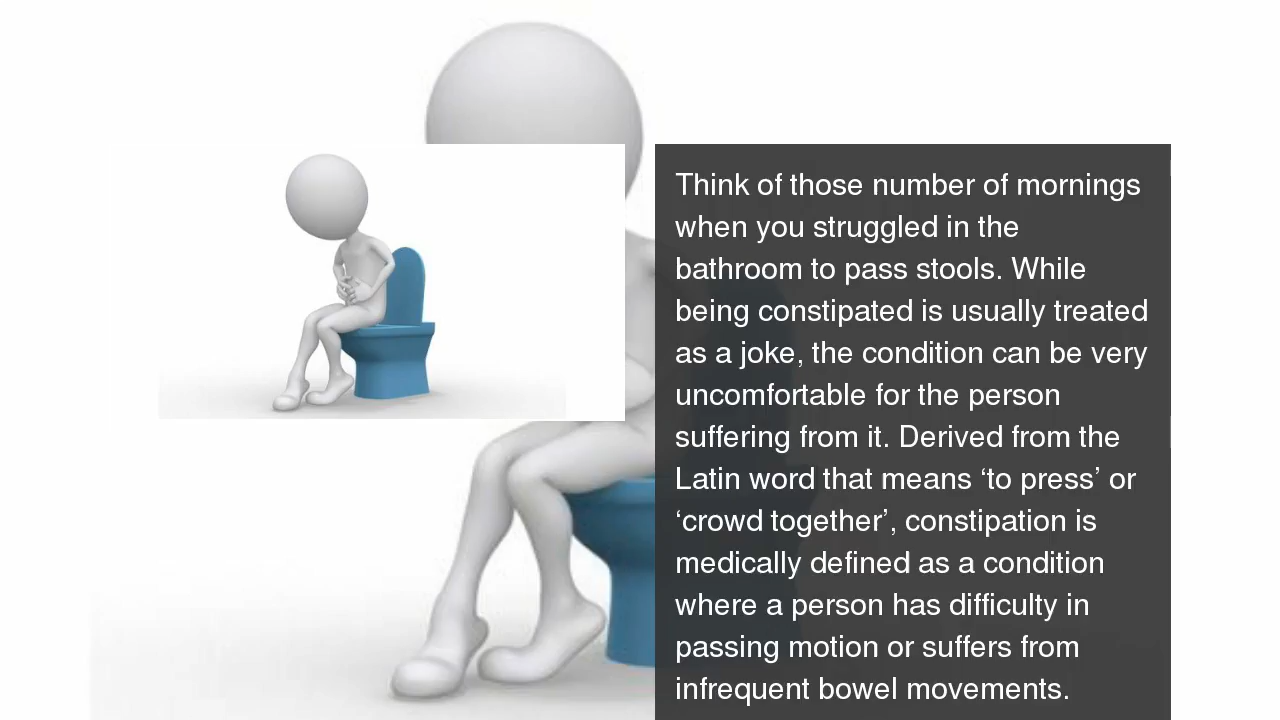 Think of those number of mornings
when you struggled in the
bathroom to pass stools. While
being constipated is usually treated
as a joke, the condition can be very
uncomfortable for the person
suffering from it. Derived from the
Latin word that means ‘to press’ or
‘crowd together’, constipation is
medically defined as a condition
where a person has difficulty in
passing motion or suffers from
infrequent bowel movements.